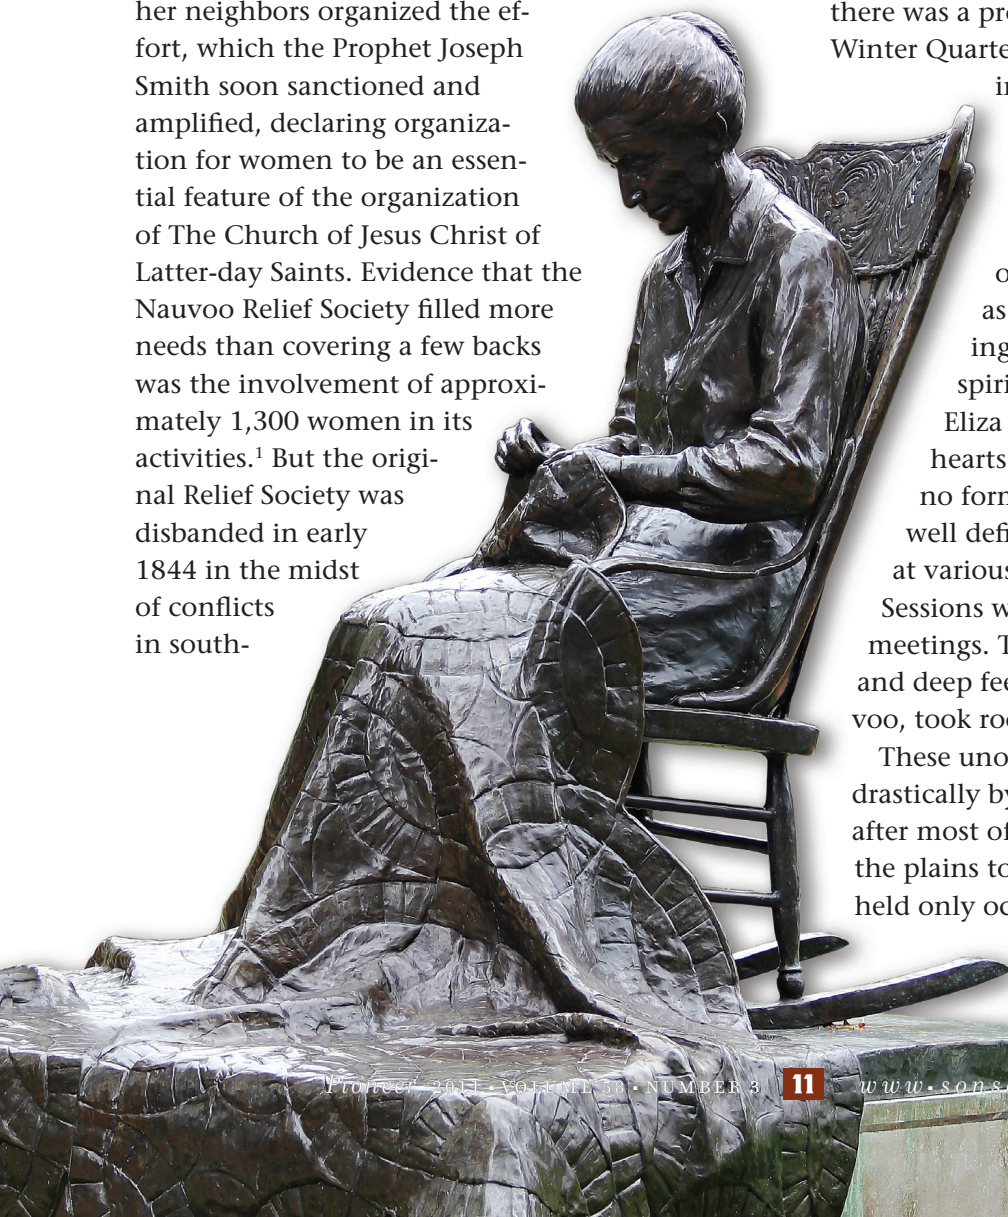 her neighbors organized the ef-
fort, which the Prophet Joseph
Smith soon sanctioned and
amplified, declaring organiza-
tion for women to be an essen-
tial feature of the organization
of The Church of Jesus Christ of
Latter-day Saints. Evidence that the
Nauvoo Relief Society filled more
needs than covering a few backs
was the involvement of approxi-
mately 1,300 women in its
activities.¹ But the origi-
nal Relief Society was
disbanded in early
1844 in the midst
of conflicts
in south-
there was a pr
Winter Quarte
i
o
as
ing
spiri
Eliza
hearts
no for
well defi
at various
Sessions w
meetings. T
and deep fee
voo, took ro
These uno
drastically by
after most of
the plains to
held only oc
Pioneer 2011 • VOLUME 58 • NUMBER 3 11 www•sons